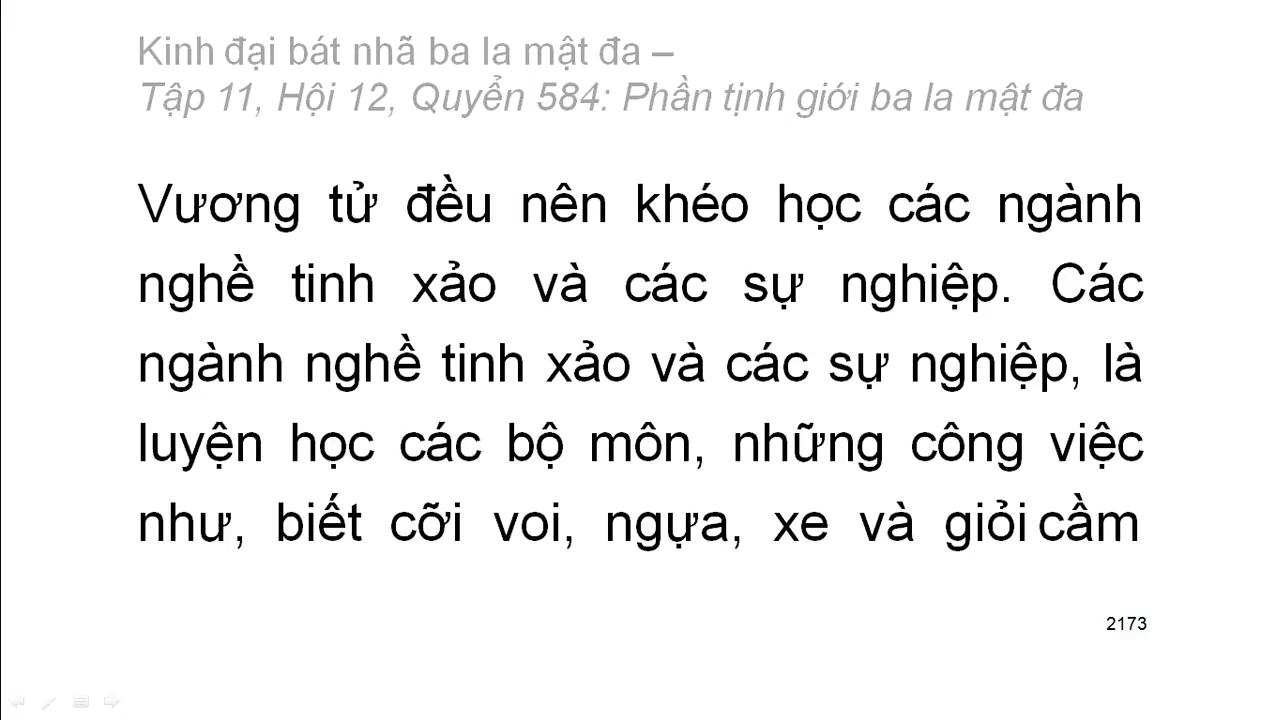 Kinh đại bát nhã ba la mật đa –
Tập 11, Hội 12, Quyển 584: Phần tịnh giới ba la mật đa
Vương tử đều nên khéo học các ngành
nghề tinh xảo và các sự nghiệp. Các
ngành nghề tinh xảo và các sự nghiệp, là
luyện học các bộ môn, những công việc
như, biết cỡi voi, ngựa, xe và giỏi cầm
2173